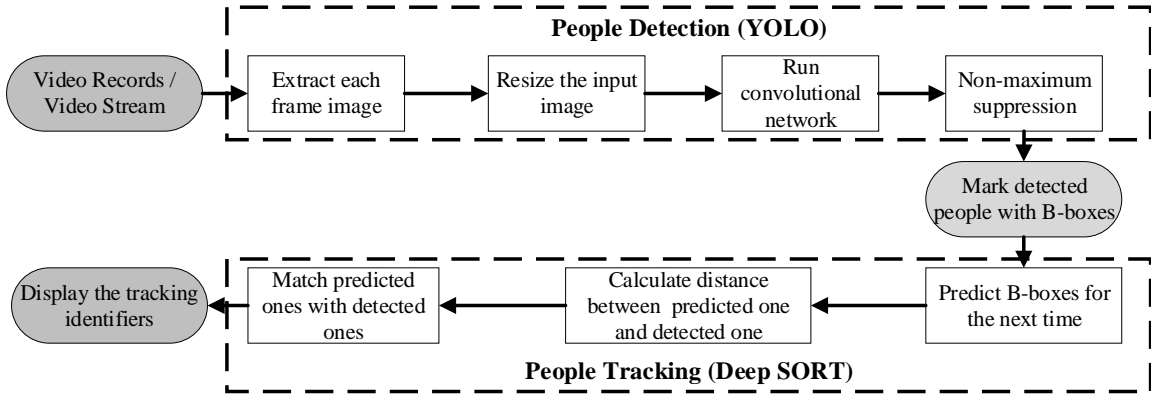 People Detection (YOLO)
Video Records /
Video Stream
Extract each
frame image
Resize the input
image
Run
convolutional
network
Non-maximum
suppression
Mark detected
people with B-boxes
Predict B-boxes for
the next time
Calculate distance
between predicted one
and detected one
Match predicted
ones with detected
ones
Display the tracking
identifiers
People Tracking (Deep SORT)